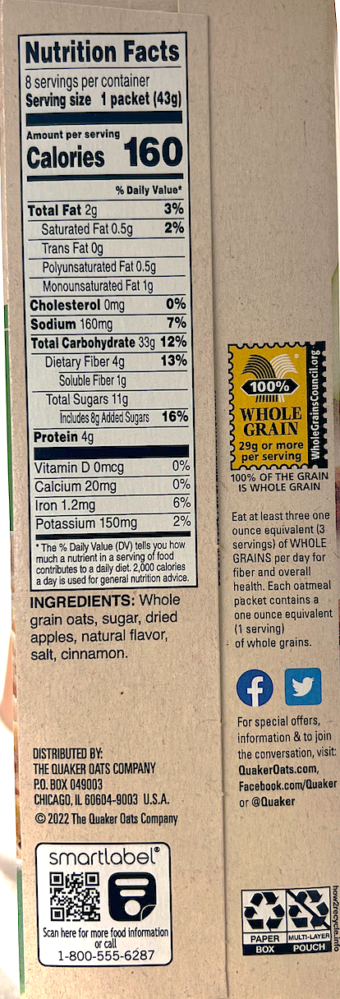 Nutrition Facts
8 servings per container
Serving size 1 packet (43g)
Amount per serving
Calories 160
% Daily Value*
Total Fat 2g 3%
Saturated Fat 0.5g 2%
Trans Fat 0g
Polyunsaturated Fat 0.5g
Monounsaturated Fat 1g
Cholesterol 0mg 0%
Sodium 160mg 7%
Total Carbohydrate 33g 12%
Dietary Fiber 4g 13%
Soluble Fiber 1g
Total Sugars 11g
Includes 8g Added Sugars 16%
Protein 4g
Vitamin D 0mcg 0%
Calcium 20mg 0%
Iron 1.2mg 6%
Potassium 150mg 2%
* The % Daily Value (DV) tells you how
much a nutrient in a serving of food
contributes to a daily diet. 2,000 calories
a day is used for general nutrition advice.
INGREDIENTS: Whole
grain oats, sugar, dried
apples, natural flavor,
salt, cinnamon.
DISTRIBUTED BY:
THE QUAKER OATS COMPANY
P.O. BOX 049003
CHICAGO, IL 60604-9003 U.S.A.
© 2022 The Quaker Oats Company
smartlabel®
Scan here for more food information
or call
1-800-555-6287
100%
WHOLE
GRAIN
29g or more
per serving
WholeGrainsCouncil.org
100% OF THE GRAIN
IS WHOLE GRAIN
Eat at least three one
ounce equivalent (3
servings) of WHOLE
GRAINS per day for
fiber and overall
health. Each oatmeal
packet contains a
one ounce equivalent
(1 serving)
of whole grains.
For special offers,
information & to join
the conversation, visit:
QuakerOats.com,
Facebook.com/Quaker
or @Quaker
PAPER
BOX
MULTI-LAYER
POUCH
how2recycle.info